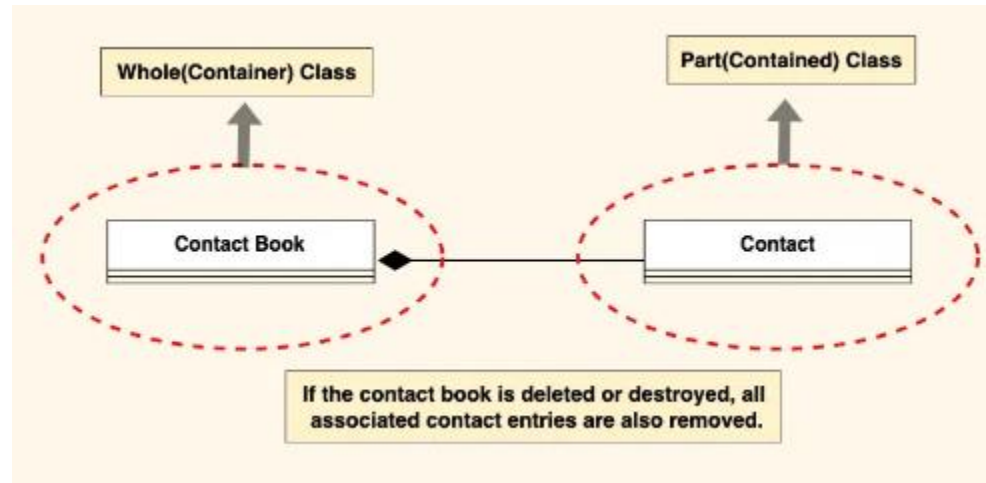 Whole(Container) Class
Part(Contained) Class
Contact Book
Contact
If the contact book is deleted or destroyed, all
associated contact entries are also removed.